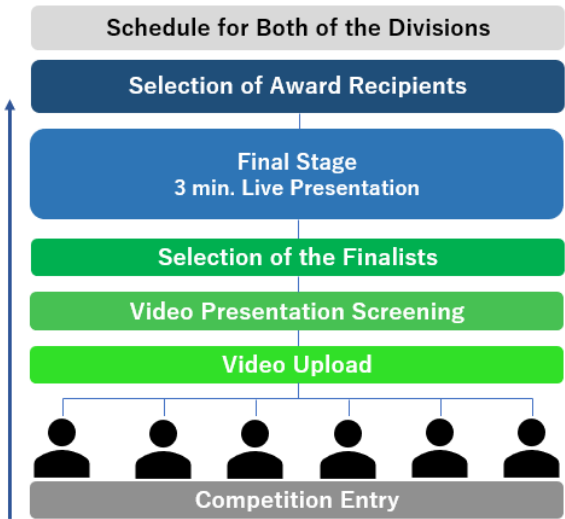 Schedule for Both of the Divisions
Selection of Award Recipients
Final Stage
3 min. Live Presentation
Selection of the Finalists
Video Presentation Screening
Video Upload
Competition Entry